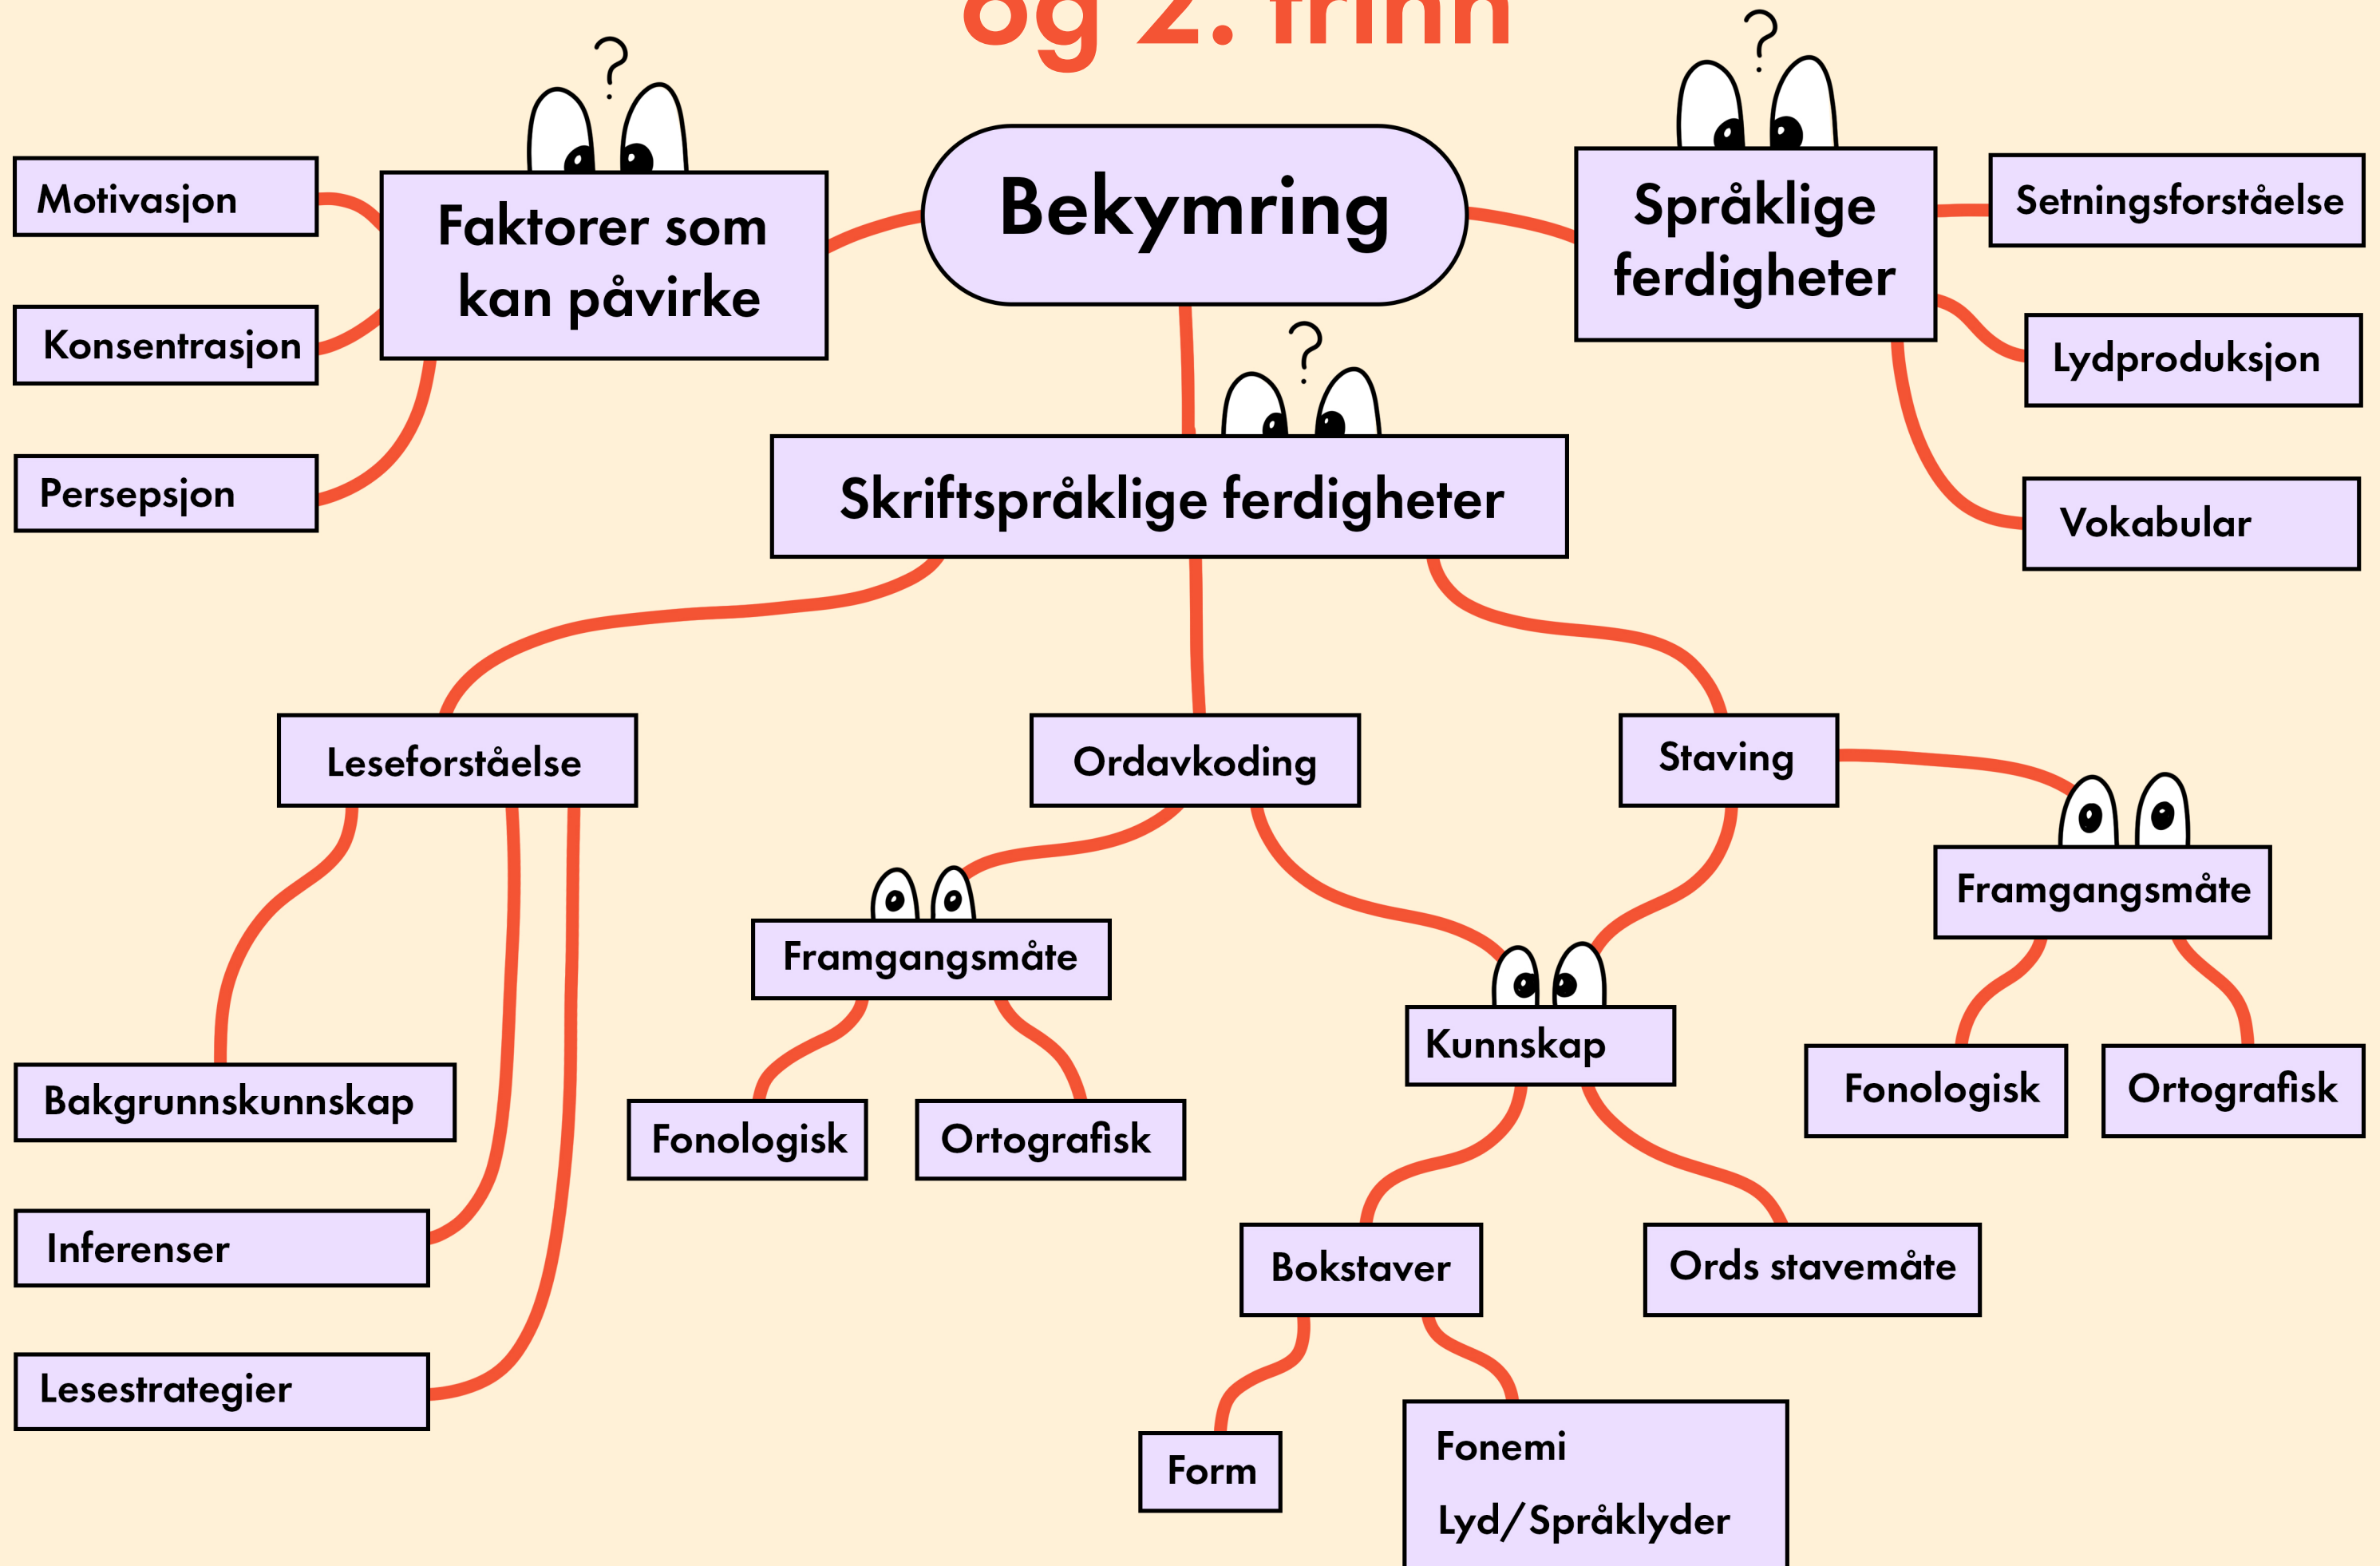 og 2. trinn
Bekymring
Faktorer som
kan påvirke
Motivasjon
Konsentrasjon
Persepsjon
Språklige
ferdigheter
Setningsforståelse
Lydproduksjon
Vokabular
Skriftspråklige ferdigheter
Leseforståelse
Ordavkoding
Staving
Bakgrunnskunnskap
Inferenser
Lesestrategier
Framgangsmåte
Fonologisk
Ortografisk
Kunnskap
Framgangsmåte
Fonologisk
Ortografisk
Bokstaver
Ords stavemåte
Form
Fonemi
Lyd/Språklyder